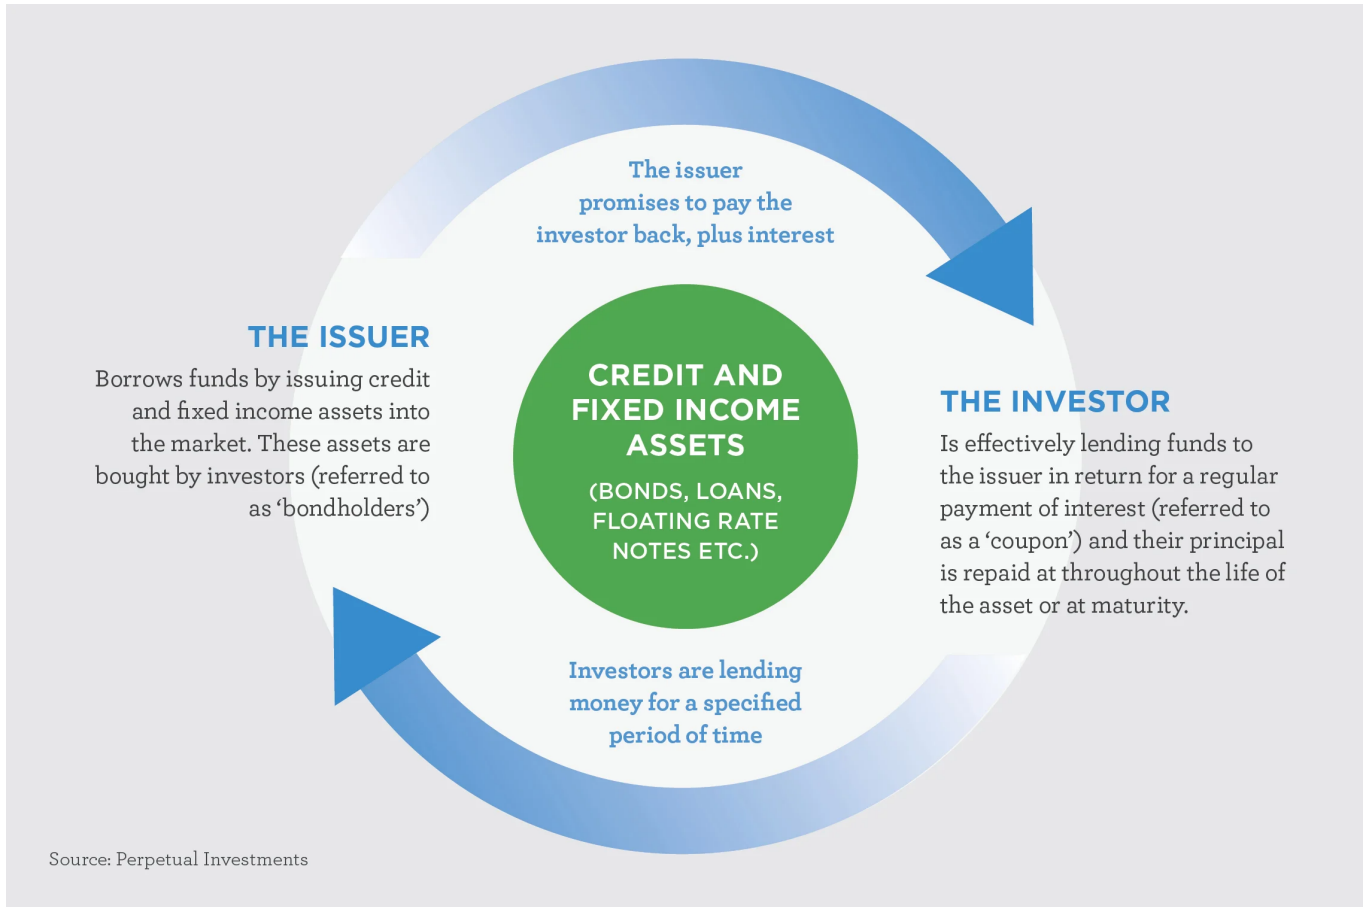 The issuer
promises to pay the
investor back, plus interest
THE ISSUER
Borrows funds by issuing credit
and fixed income assets into
the market. These assets are
bought by investors (referred to
as ‘bondholders’)
CREDIT AND
FIXED INCOME
ASSETS
(BONDS, LOANS,
FLOATING RATE
NOTES ETC.)
THE INVESTOR
Is effectively lending funds to
the issuer in return for a regular
payment of interest (referred to
as a ‘coupon’) and their principal
is repaid at throughout the life of
the asset or at maturity.
Investors are lending
money for a specified
period of time
Source: Perpetual Investments